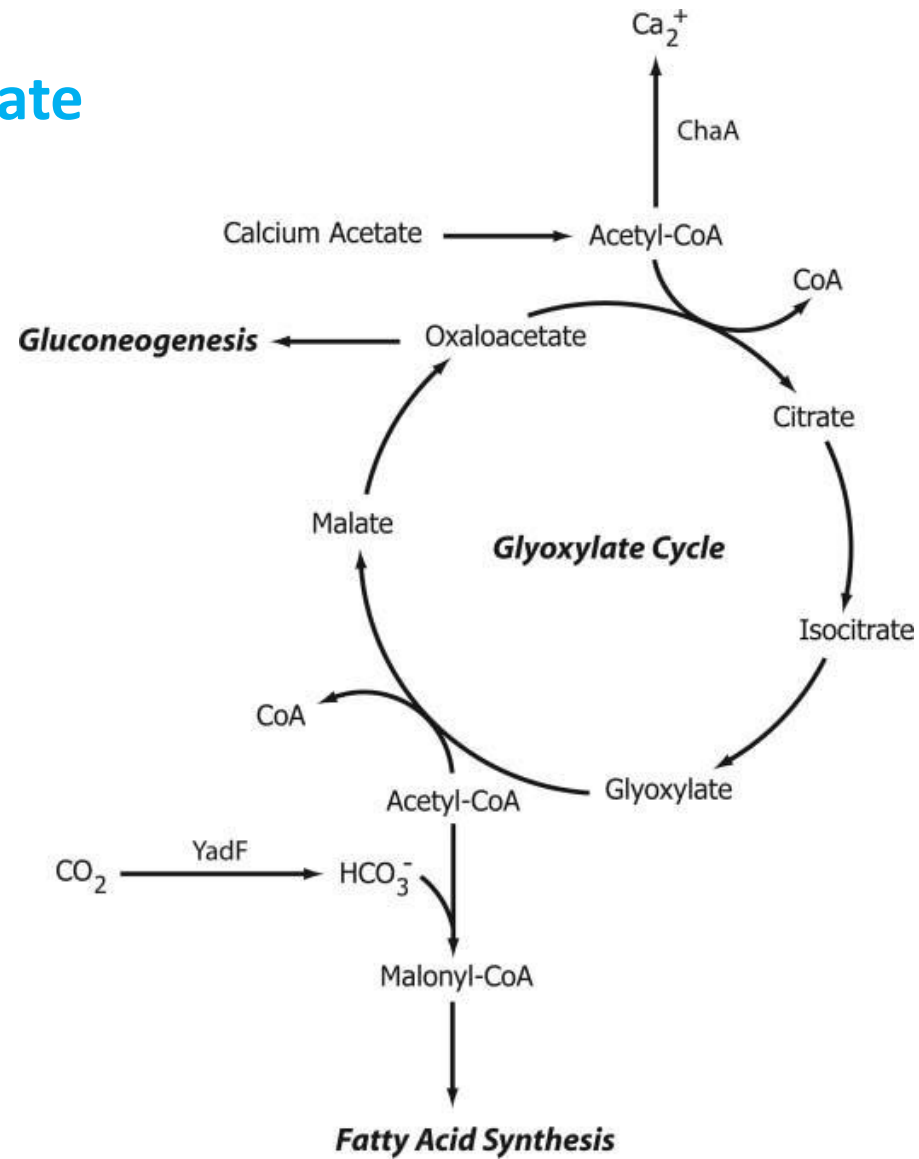 ate
Ca2+
ChaA
Calcium Acetate
Acetyl-CoA
CoA
Gluconeogenesis
Oxaloacetate
Citrate
Malate
Glyoxylate Cycle
Isocitrate
CoA
Glyoxylate
Acetyl-CoA
YadF
CO2
HCO3-
Malonyl-CoA
Fatty Acid Synthesis